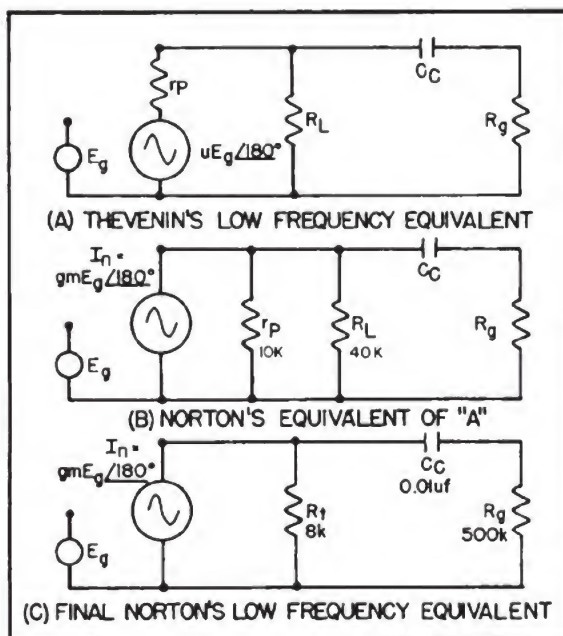 rP
RL
CC
Rg
Eg
uEg∠180°
(A) THEVENIN'S LOW FREQUENCY EQUIVALENT
In =
gmEg∠180°
CC
rP
10K
RL
40K
Rg
Eg
(B) NORTON'S EQUIVALENT OF "A"
In =
gmEg∠180°
CC
0.01uf
Rt
8k
Rg
500k
Eg
(C) FINAL NORTON'S LOW FREQUENCY EQUIVALENT